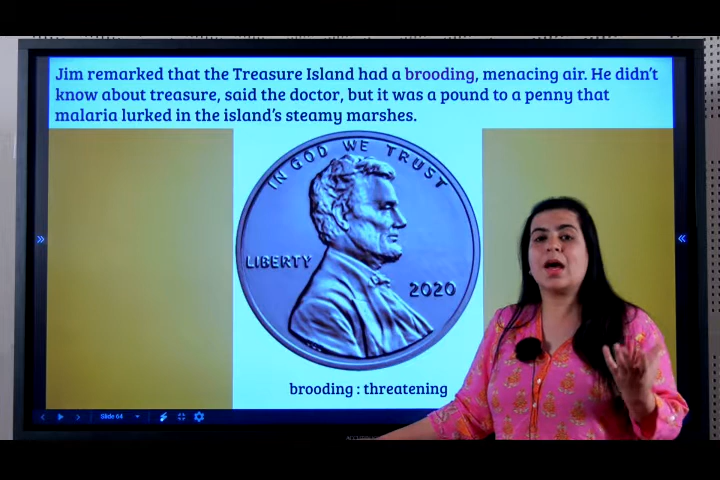 Jim remarked that the Treasure Island had a brooding, menacing air. He didn't
know about treasure, said the doctor, but it was a pound to a penny that
malaria lurked in the island's steamy marshes.
IN GOD WE TRUST
LIBERTY
2020
brooding : threatening
Slide 64